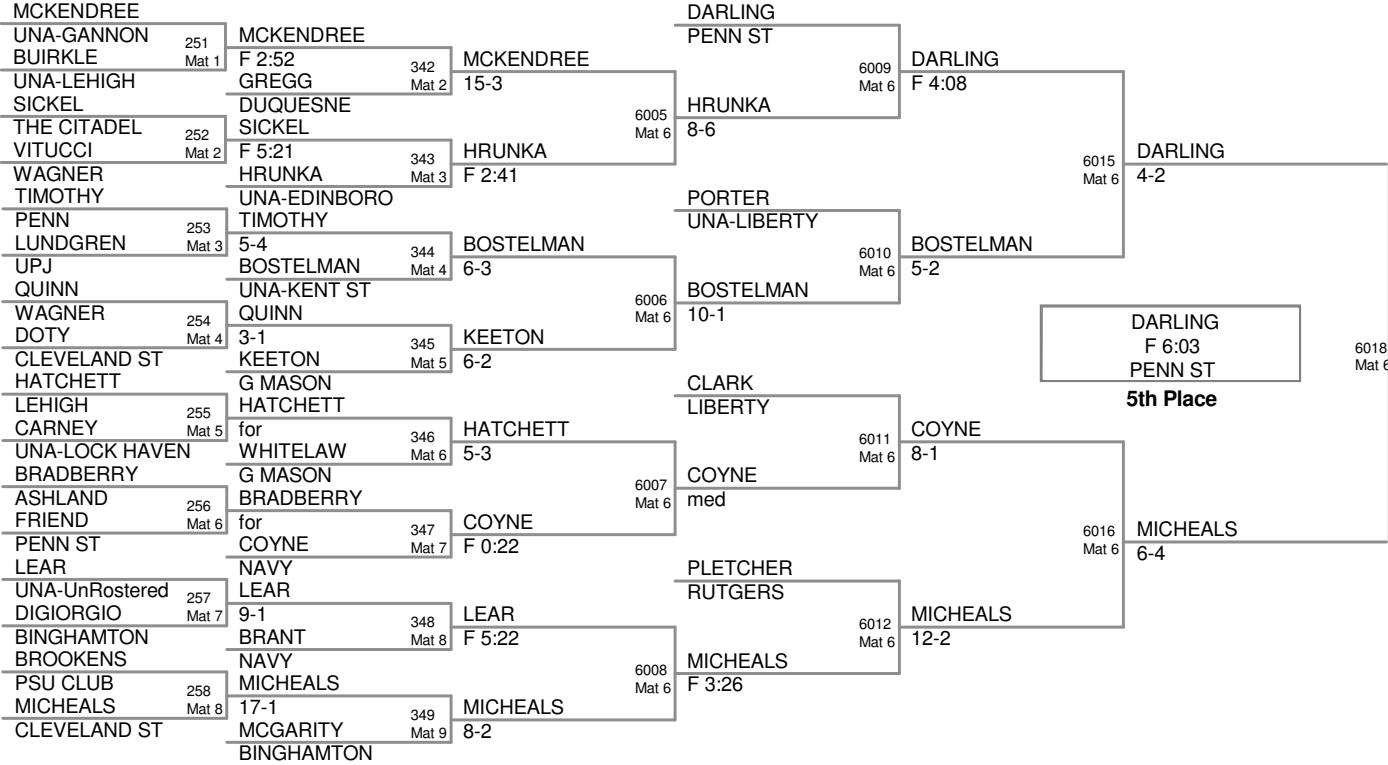 MCKENDREE
UNA-GANNON
251
BUIRKLE
Mat 1
UNA-LEHIGH
SICKEL
THE CITADEL
252
VITUCCI
Mat 2
WAGNER
TIMOTHY
PENN
253
LUNDGREN
Mat 3
UPJ
QUINN
WAGNER
254
DOTY
Mat 4
CLEVELAND ST
HATCHETT
LEHIGH
255
CARNEY
Mat 5
UNA-LOCK HAVEN
BRADBERRY
ASHLAND
256
FRIEND
Mat 6
PENN ST
LEAR
UNA-UnRostered
257
DIGIORGIO
Mat 7
BINGHAMTON
BROOKENS
PSU CLUB
258
MICHEALS
Mat 8
CLEVELAND ST
MCKENDREE
F 2:52
342
GREGG
Mat 2
DUQUESNE
SICKEL
F 5:21
343
HRUNKA
Mat 3
UNA-EDINBORO
TIMOTHY
5-4
344
BOSTELMAN
Mat 4
UNA-KENT ST
QUINN
3-1
345
KEETON
Mat 5
G MASON
HATCHETT
for
346
WHITELAW
Mat 6
G MASON
BRADBERRY
for
347
COYNE
Mat 7
NAVY
LEAR
9-1
348
BRANT
Mat 8
NAVY
MICHEALS
17-1
349
MCGARITY
Mat 9
BINGHAMTON
MCKENDREE
15-3
6005
Mat 6
HRUNKA
F 2:41
BOSTELMAN
6-3
6006
Mat 6
KEETON
6-2
HATCHETT
5-3
6007
Mat 6
COYNE
F 0:22
LEAR
F 5:22
6008
Mat 6
MICHEALS
8-2
DARLING
PENN ST
6009
Mat 6
HRUNKA
8-6
PORTER
UNA-LIBERTY
6010
Mat 6
BOSTELMAN
10-1
CLARK
LIBERTY
6011
Mat 6
COYNE
med
PLETCHER
RUTGERS
6012
Mat 6
MICHEALS
F 3:26
DARLING
F 4:08
6015
Mat 6
BOSTELMAN
5-2
COYNE
8-1
6016
Mat 6
MICHEALS
12-2
DARLING
4-2
MICHEALS
6-4
6018
Mat 6
DARLING
F 6:03
PENN ST
5th Place